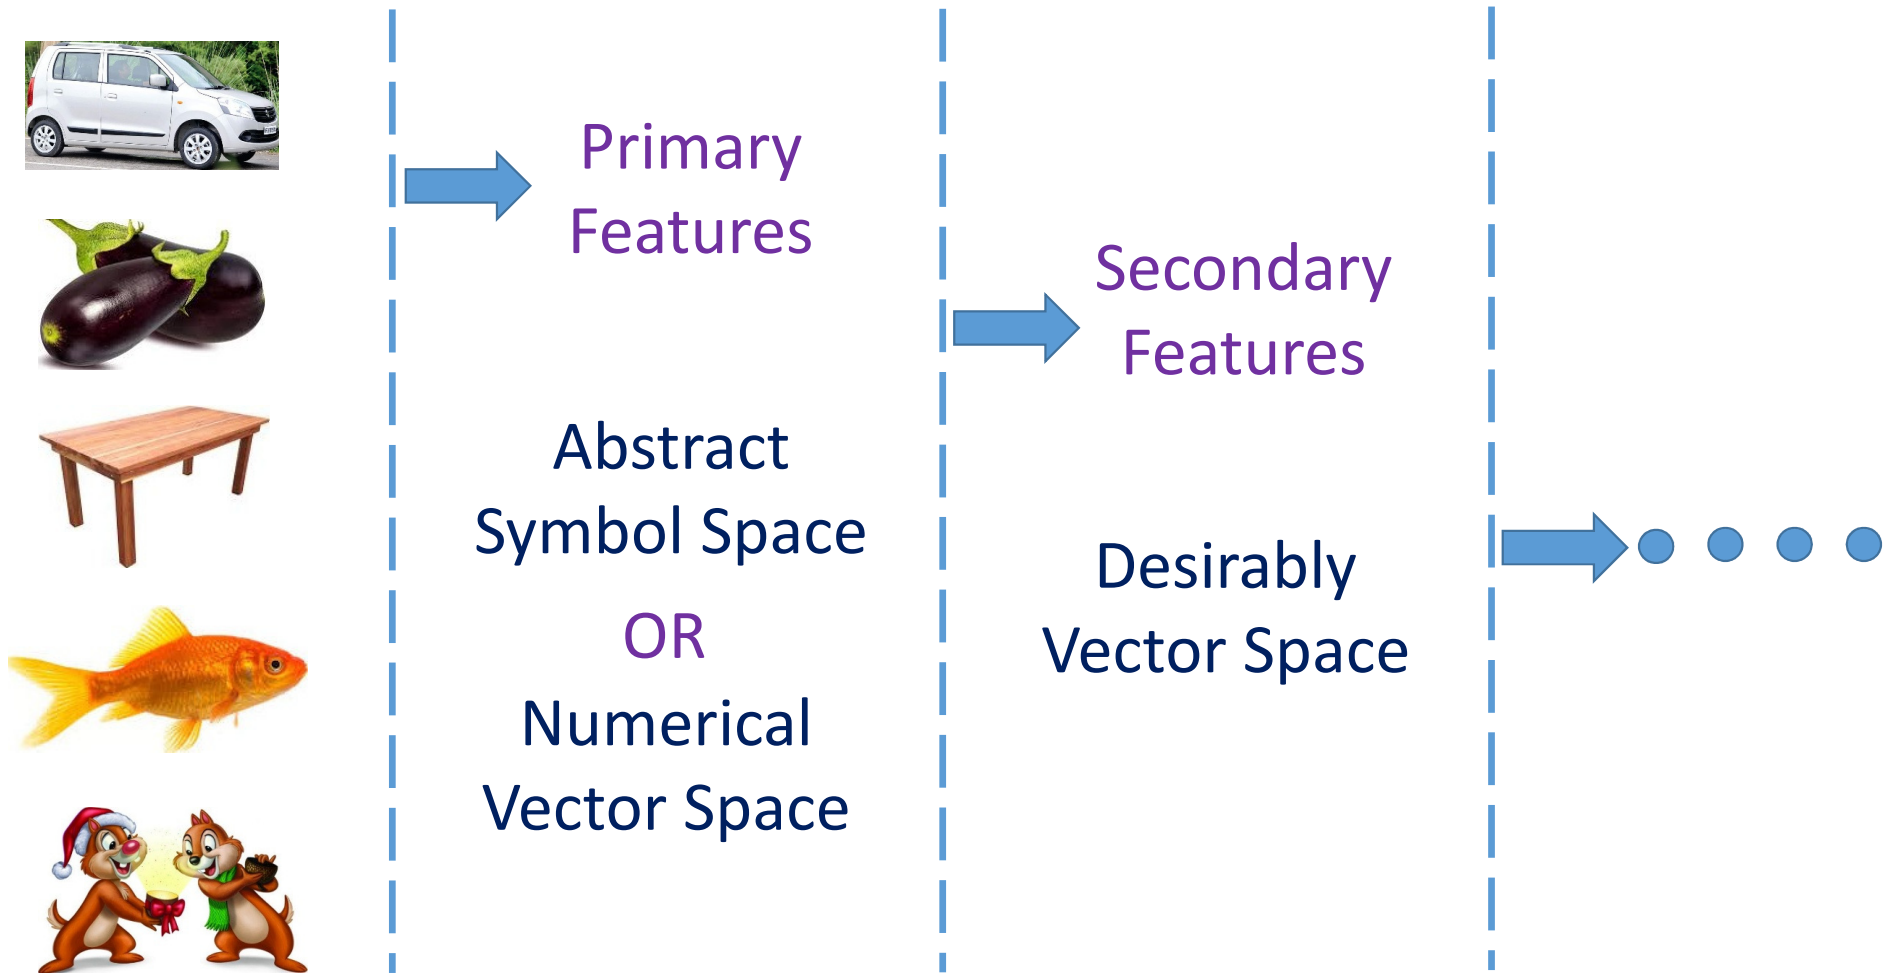 Primary
Features
Abstract
Symbol Space
OR
Numerical
Vector Space
Secondary
Features
Desirably
Vector Space